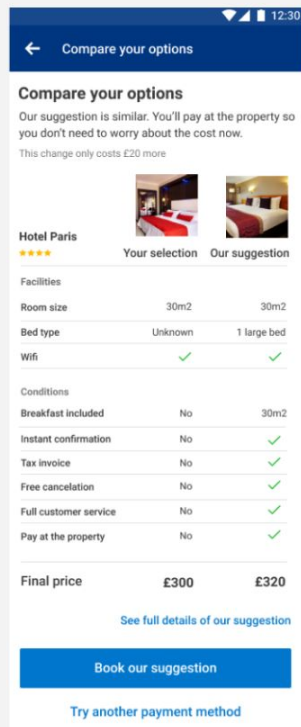 12:30
Compare your options
Compare your options
Our suggestion is similar. You'll pay at the property so
you don't need to worry about the cost now.
This change only costs £20 more
Hotel Paris
Your selection Our suggestion
Facilities
Room size 30m2 30m2
Bed type Unknown 1 large bed
Wifi
Conditions
Breakfast included No 30m2
Instant confirmation No
Tax invoice No
Free cancelation No
Full customer service No
Pay at the property No
Final price £300 £320
See full details of our suggestion
Book our suggestion
Try another payment method